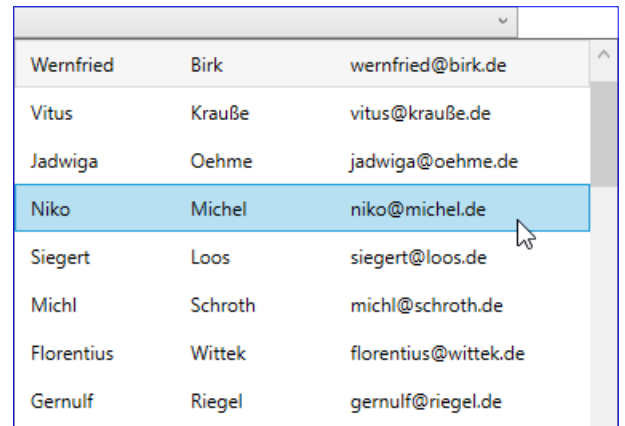 Wernfried Birk wernfried@birk.de
Vitus Krauße vitus@krauße.de
Jadwiga Oehme jadwiga@oehme.de
Niko Michel niko@michel.de
Siegert Loos siegert@loos.de
Michl Schroth michl@schroth.de
Florentius Wittek florentius@wittek.de
Gernulf Riegel gernulf@riegel.de